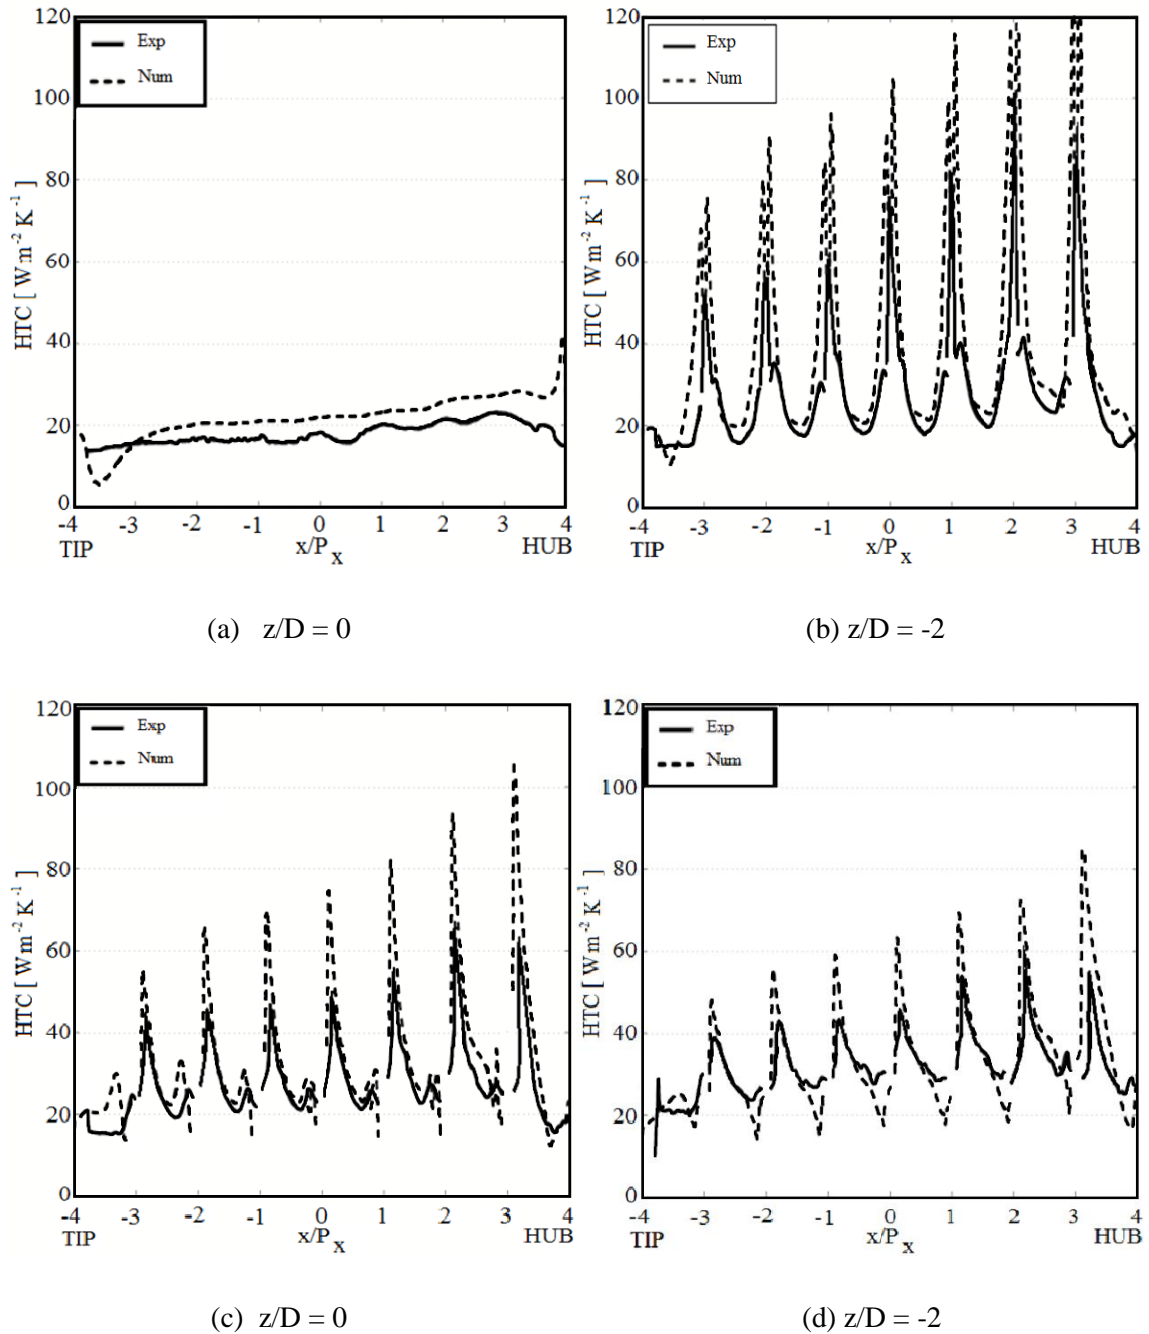 120
100
80
60
40
20
0
HTC [ W m⁻² K⁻¹ ]
Exp
Num
-4 -3 -2 -1 0 1 2 3 4
TIP x/Pₓ HUB
(a) z/D = 0
120
100
80
60
40
20
0
HTC [ W m⁻² K⁻¹ ]
Exp
Num
-4 -3 -2 -1 0 1 2 3 4
TIP x/Pₓ HUB
(b) z/D = -2
120
100
80
60
40
20
0
HTC [ W m⁻² K⁻¹ ]
Exp
Num
-4 -3 -2 -1 0 1 2 3 4
TIP x/Pₓ HUB
(c) z/D = 0
120
100
80
60
40
20
0
HTC [ W m⁻² K⁻¹ ]
Exp
Num
-4 -3 -2 -1 0 1 2 3 4
TIP x/Pₓ HUB
(d) z/D = -2